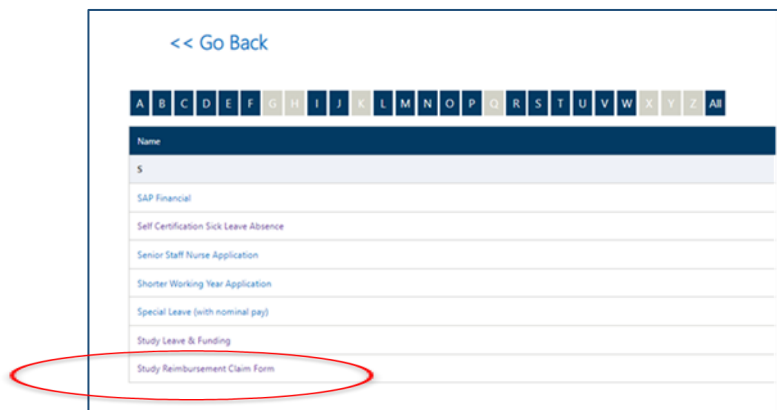 << Go Back
A B C D E F G H I J K L M N O P Q R S T U V W X Y Z All
Name
S
SAP Financial
Self Certification Sick Leave Absence
Senior Staff Nurse Application
Shorter Working Year Application
Special Leave (with nominal pay)
Study Leave & Funding
Study Reimbursement Claim Form